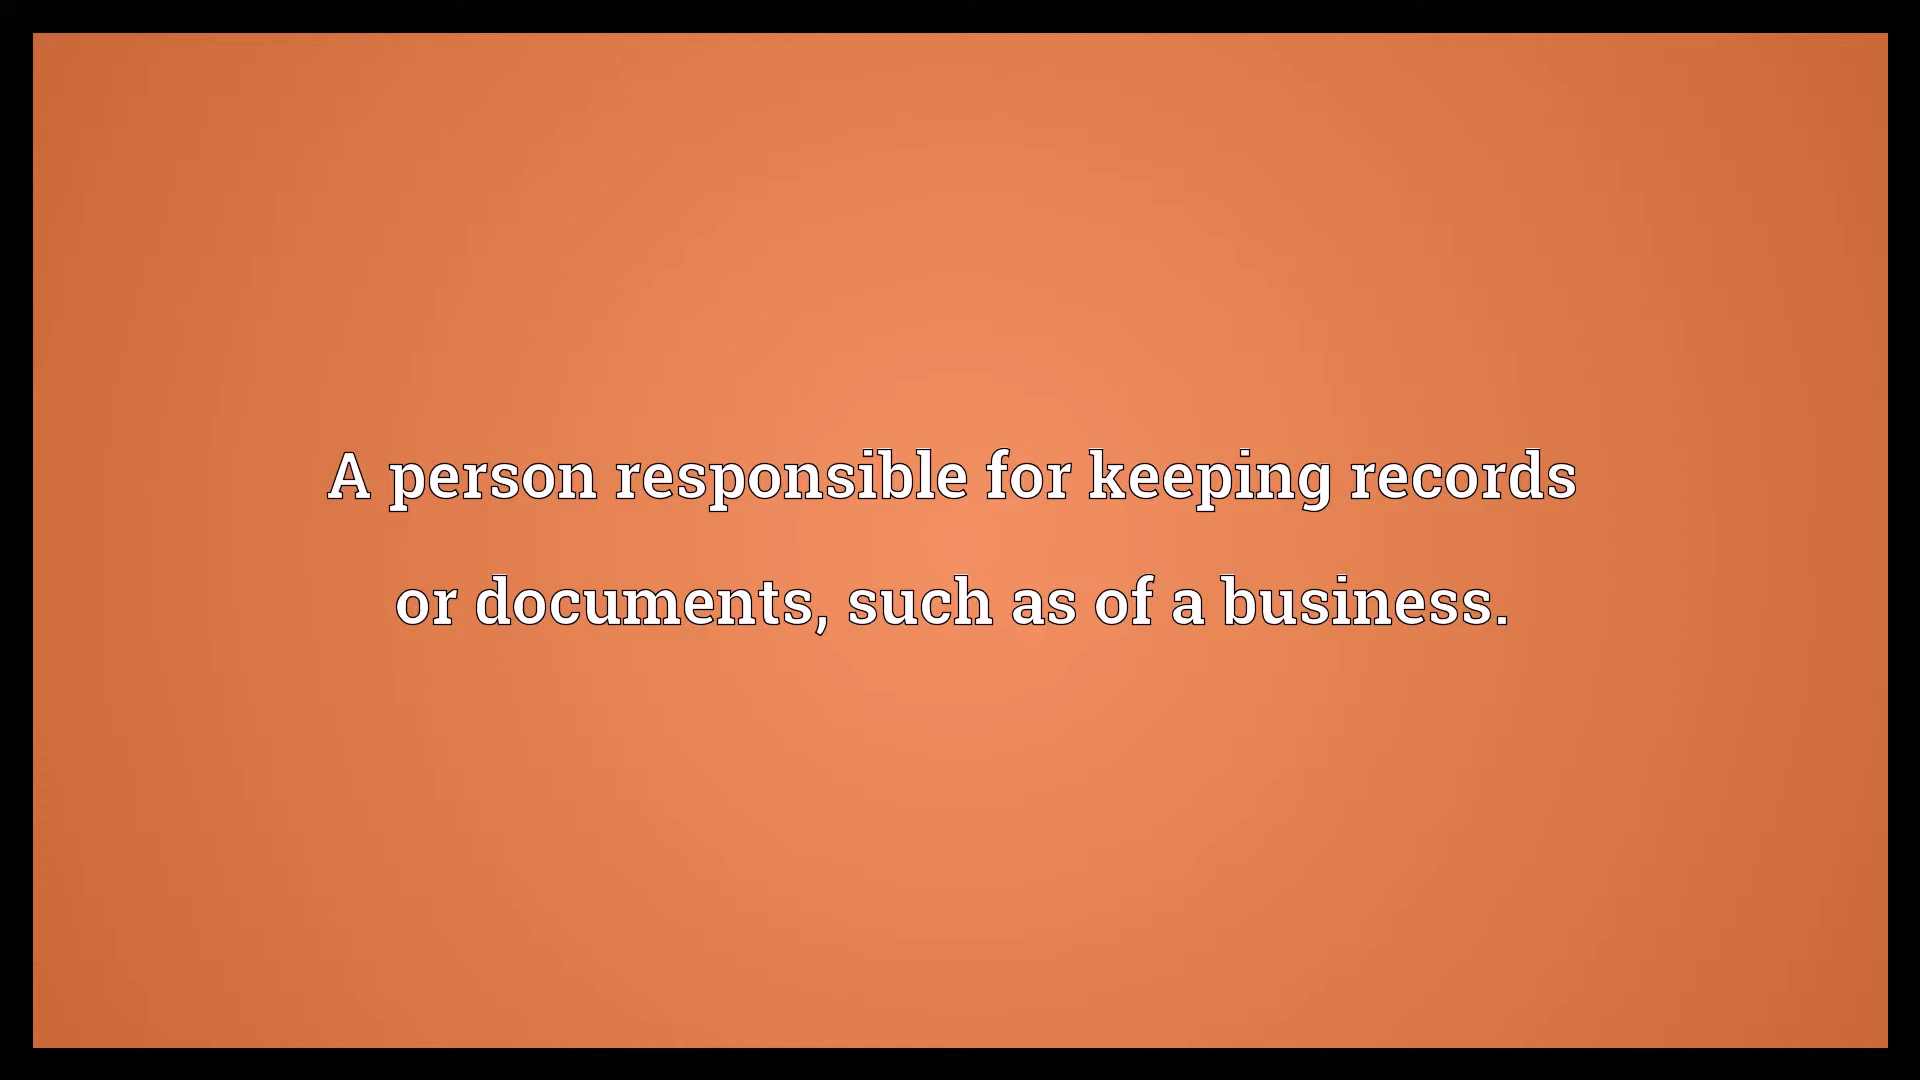 A person responsible for keeping records
or documents, such as of a business.